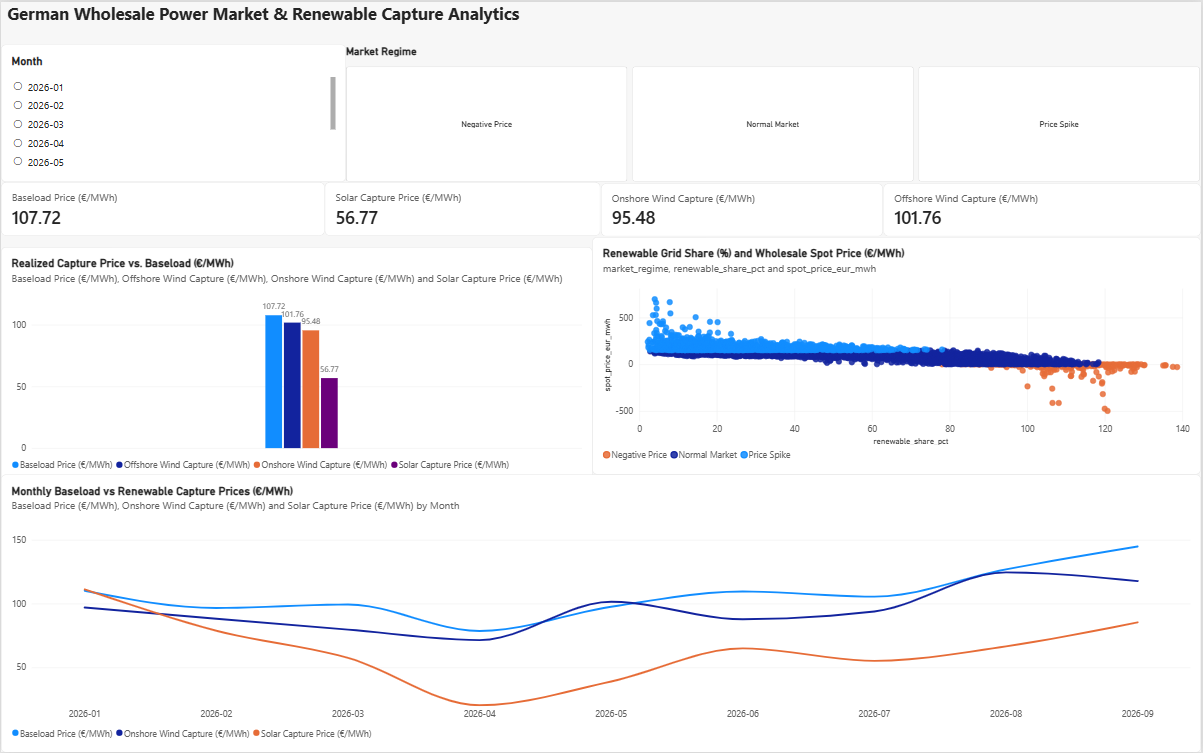 German Wholesale Power Market & Renewable Capture Analytics
Month
2026-01
2026-02
2026-03
2026-04
2026-05
Market Regime
Negative Price
Normal Market
Price Spike
Baseload Price (€/MWh)
107.72
Solar Capture Price (€/MWh)
56.77
Onshore Wind Capture (€/MWh)
95.48
Offshore Wind Capture (€/MWh)
101.76
Realized Capture Price vs. Baseload (€/MWh)
Baseload Price (€/MWh), Offshore Wind Capture (€/MWh), Onshore Wind Capture (€/MWh) and Solar Capture Price (€/MWh)
100
50
0
107.72
101.76
95.48
56.77
Baseload Price (€/MWh) Offshore Wind Capture (€/MWh) Onshore Wind Capture (€/MWh) Solar Capture Price (€/MWh)
Renewable Grid Share (%) and Wholesale Spot Price (€/MWh)
market_regime, renewable_share_pct and spot_price_eur_mwh
spot_price_eur_mwh
500
0
-500
0 20 40 60 80 100 120 140
renewable_share_pct
Negative Price Normal Market Price Spike
Monthly Baseload vs Renewable Capture Prices (€/MWh)
Baseload Price (€/MWh), Onshore Wind Capture (€/MWh) and Solar Capture Price (€/MWh) by Month
150
100
50
2026-01 2026-02 2026-03 2026-04 2026-05 2026-06 2026-07 2026-08 2026-09
Baseload Price (€/MWh) Onshore Wind Capture (€/MWh) Solar Capture Price (€/MWh)